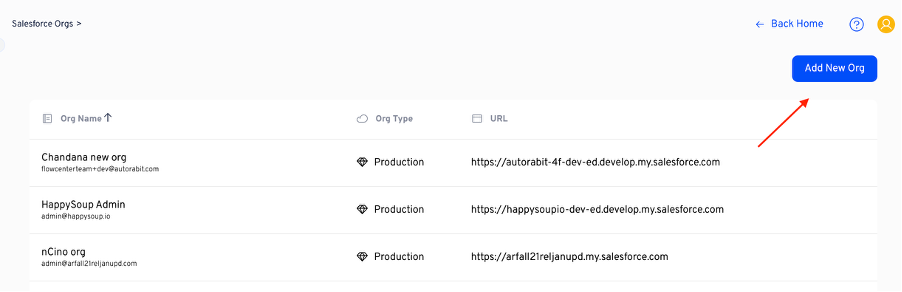 Salesforce Orgs >
← Back Home
Add New Org
Org Name ↑ Org Type URL
Chandana new org Production https://autorabit-4f-dev-ed.develop.my.salesforce.com
flowcenterteam+dev@autorabit.com
HappySoup Admin Production https://happysoupio-dev-ed.develop.my.salesforce.com
admin@happysoup.io
nCino org Production https://arfall21reljanupd.my.salesforce.com
admin@arfall21reljanupd.com